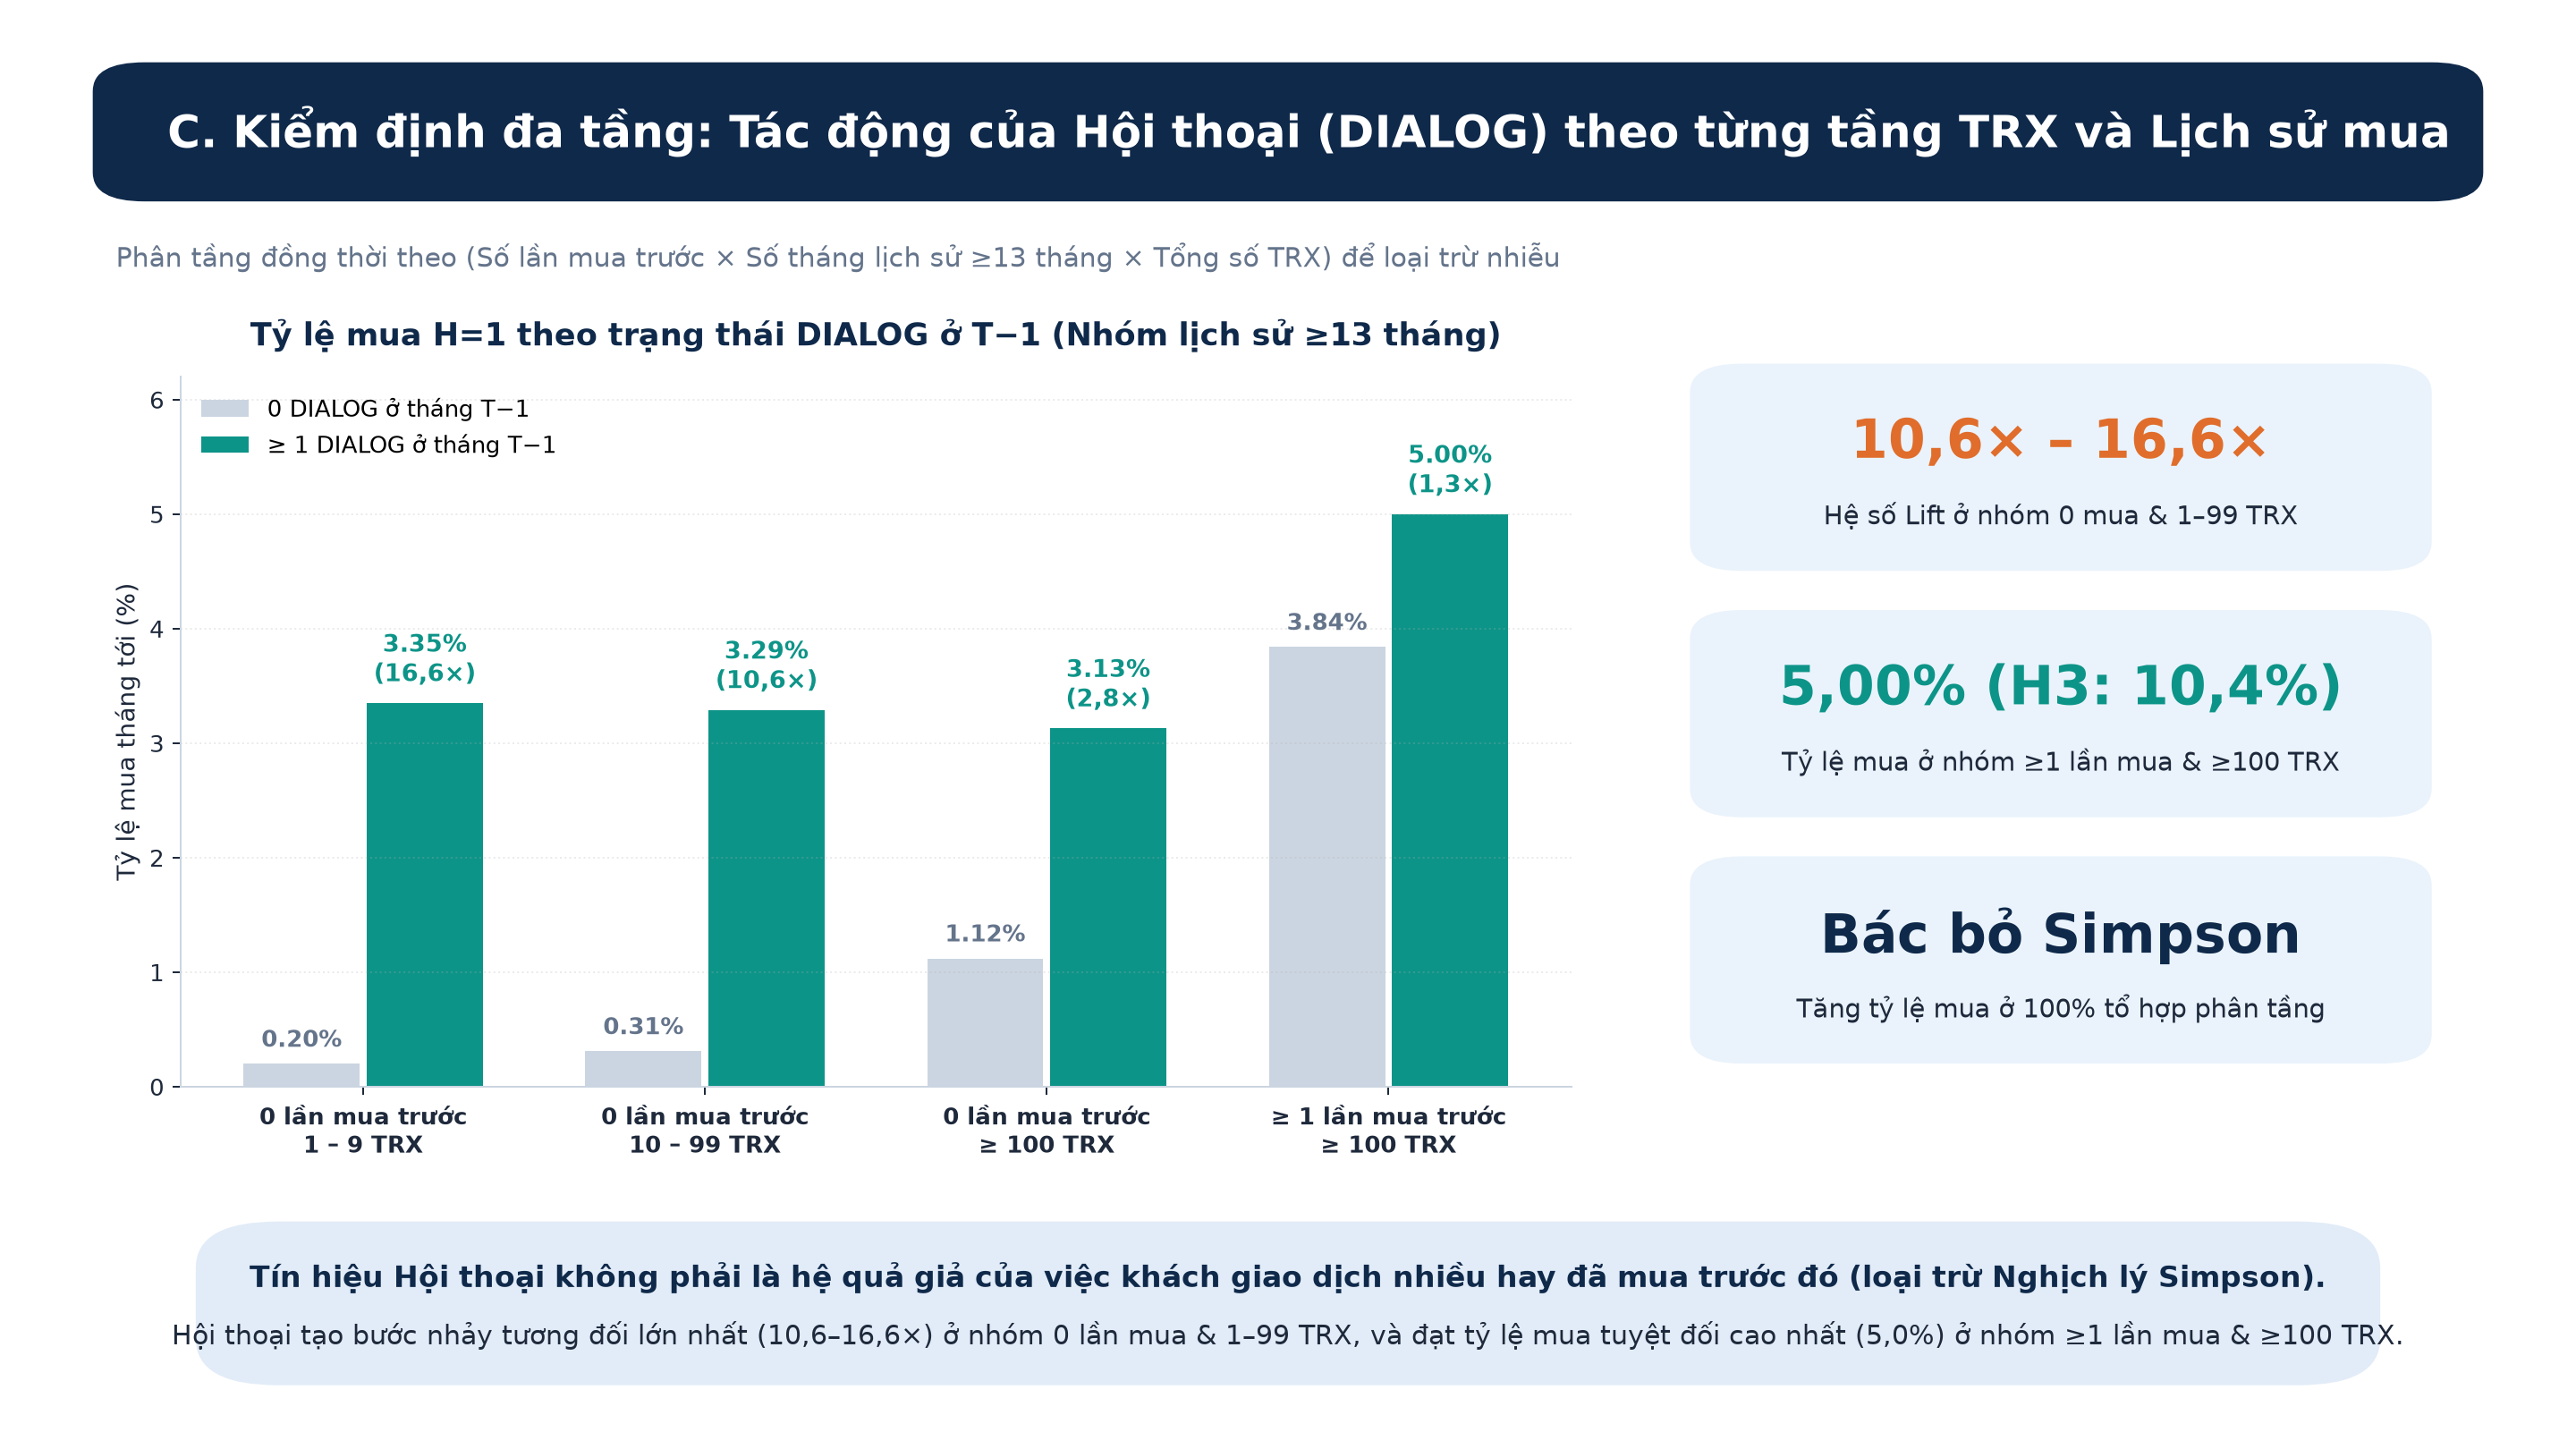 C. Kiểm định đa tầng: Tác động của Hội thoại (DIALOG) theo từng tầng TRX và Lịch sử mua
Phân tầng đồng thời theo (Số lần mua trước × Số tháng lịch sử ≥13 tháng × Tổng số TRX) để loại trừ nhiễu
Tỷ lệ mua H=1 theo trạng thái DIALOG ở T−1 (Nhóm lịch sử ≥13 tháng)
0 DIALOG ở tháng T−1
≥ 1 DIALOG ở tháng T−1
Tỷ lệ mua tháng tới (%)
6
5
4
3
2
1
0
0.20%
3.35%
(16,6×)
0.31%
3.29%
(10,6×)
1.12%
3.13%
(2,8×)
3.84%
5.00%
(1,3×)
0 lần mua trước
1 – 9 TRX
0 lần mua trước
10 – 99 TRX
0 lần mua trước
≥ 100 TRX
≥ 1 lần mua trước
≥ 100 TRX
10,6× – 16,6×
Hệ số Lift ở nhóm 0 mua & 1–99 TRX
5,00% (H3: 10,4%)
Tỷ lệ mua ở nhóm ≥1 lần mua & ≥100 TRX
Bác bỏ Simpson
Tăng tỷ lệ mua ở 100% tổ hợp phân tầng
Tín hiệu Hội thoại không phải là hệ quả giả của việc khách giao dịch nhiều hay đã mua trước đó (loại trừ Nghịch lý Simpson).
Hội thoại tạo bước nhảy tương đối lớn nhất (10,6–16,6×) ở nhóm 0 lần mua & 1–99 TRX, và đạt tỷ lệ mua tuyệt đối cao nhất (5,0%) ở nhóm ≥1 lần mua & ≥100 TRX.